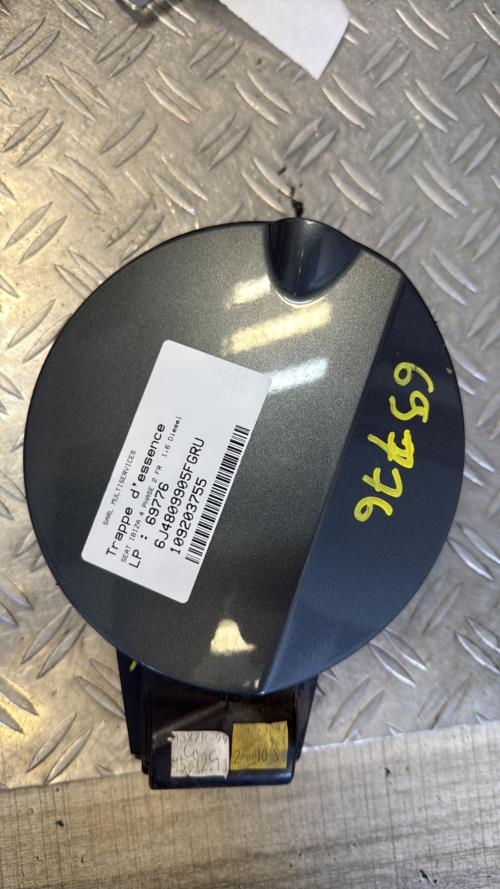 SARL MULTISERVICES
Trappe d'essence
SEAT IBIZA 4 PHASE 2 FR 1.6 Diesel
LP : 69776
6J4809905FGRU
109203755
69776